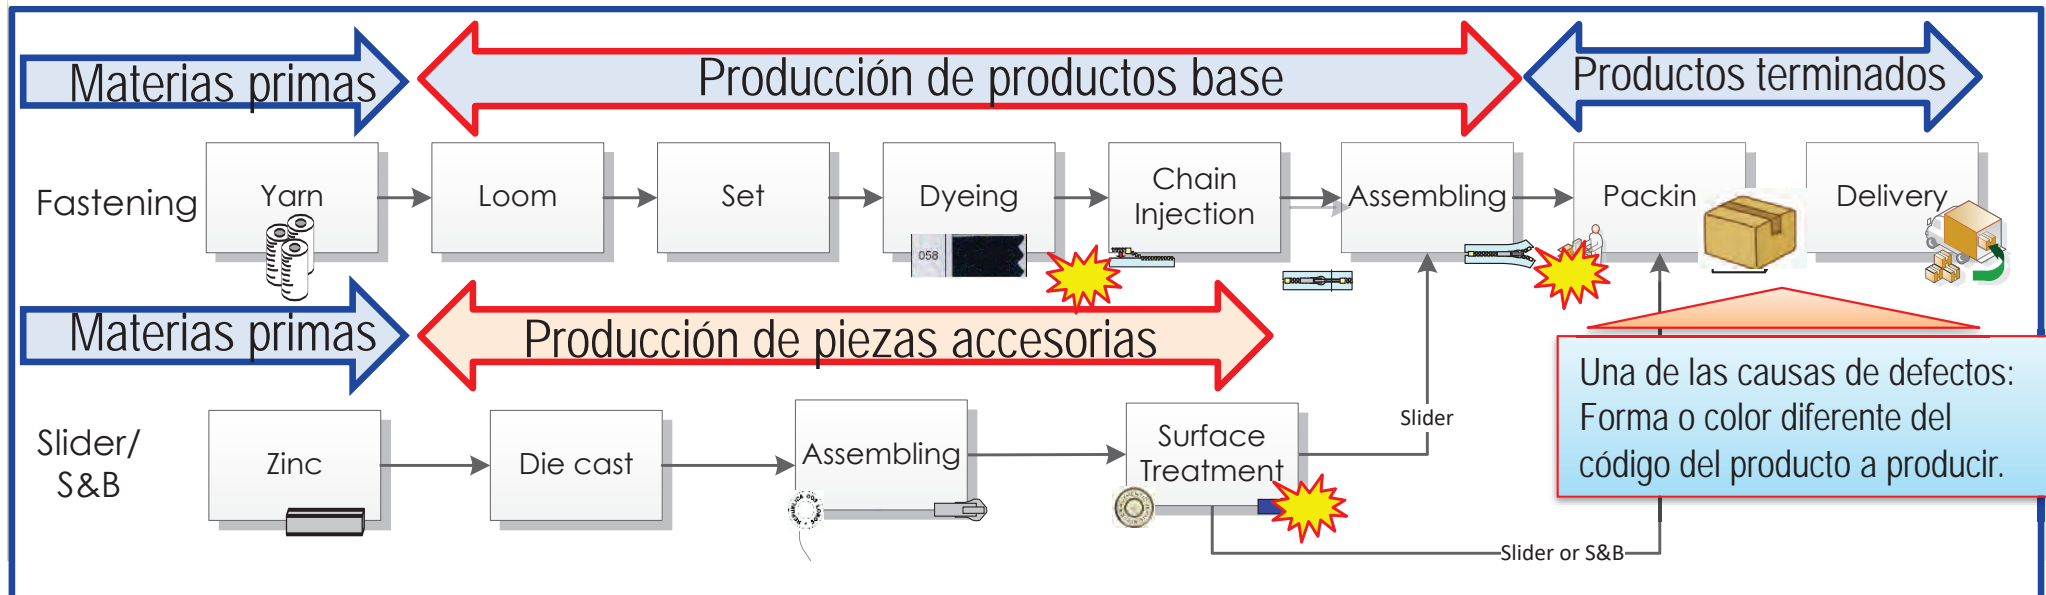 Materias primas
Producción de productos base
Productos terminados
Fastening
Yarn
Loom
Set
Dyeing
Chain
Injection
Assembling
Packin
Delivery
058
Materias primas
Producción de piezas accesorias
Una de las causas de defectos:
Forma o color diferente del
código del producto a producir.
Slider/
S&B
Zinc
Die cast
Assembling
Surface
Treatment
Slider
Slider or S&B